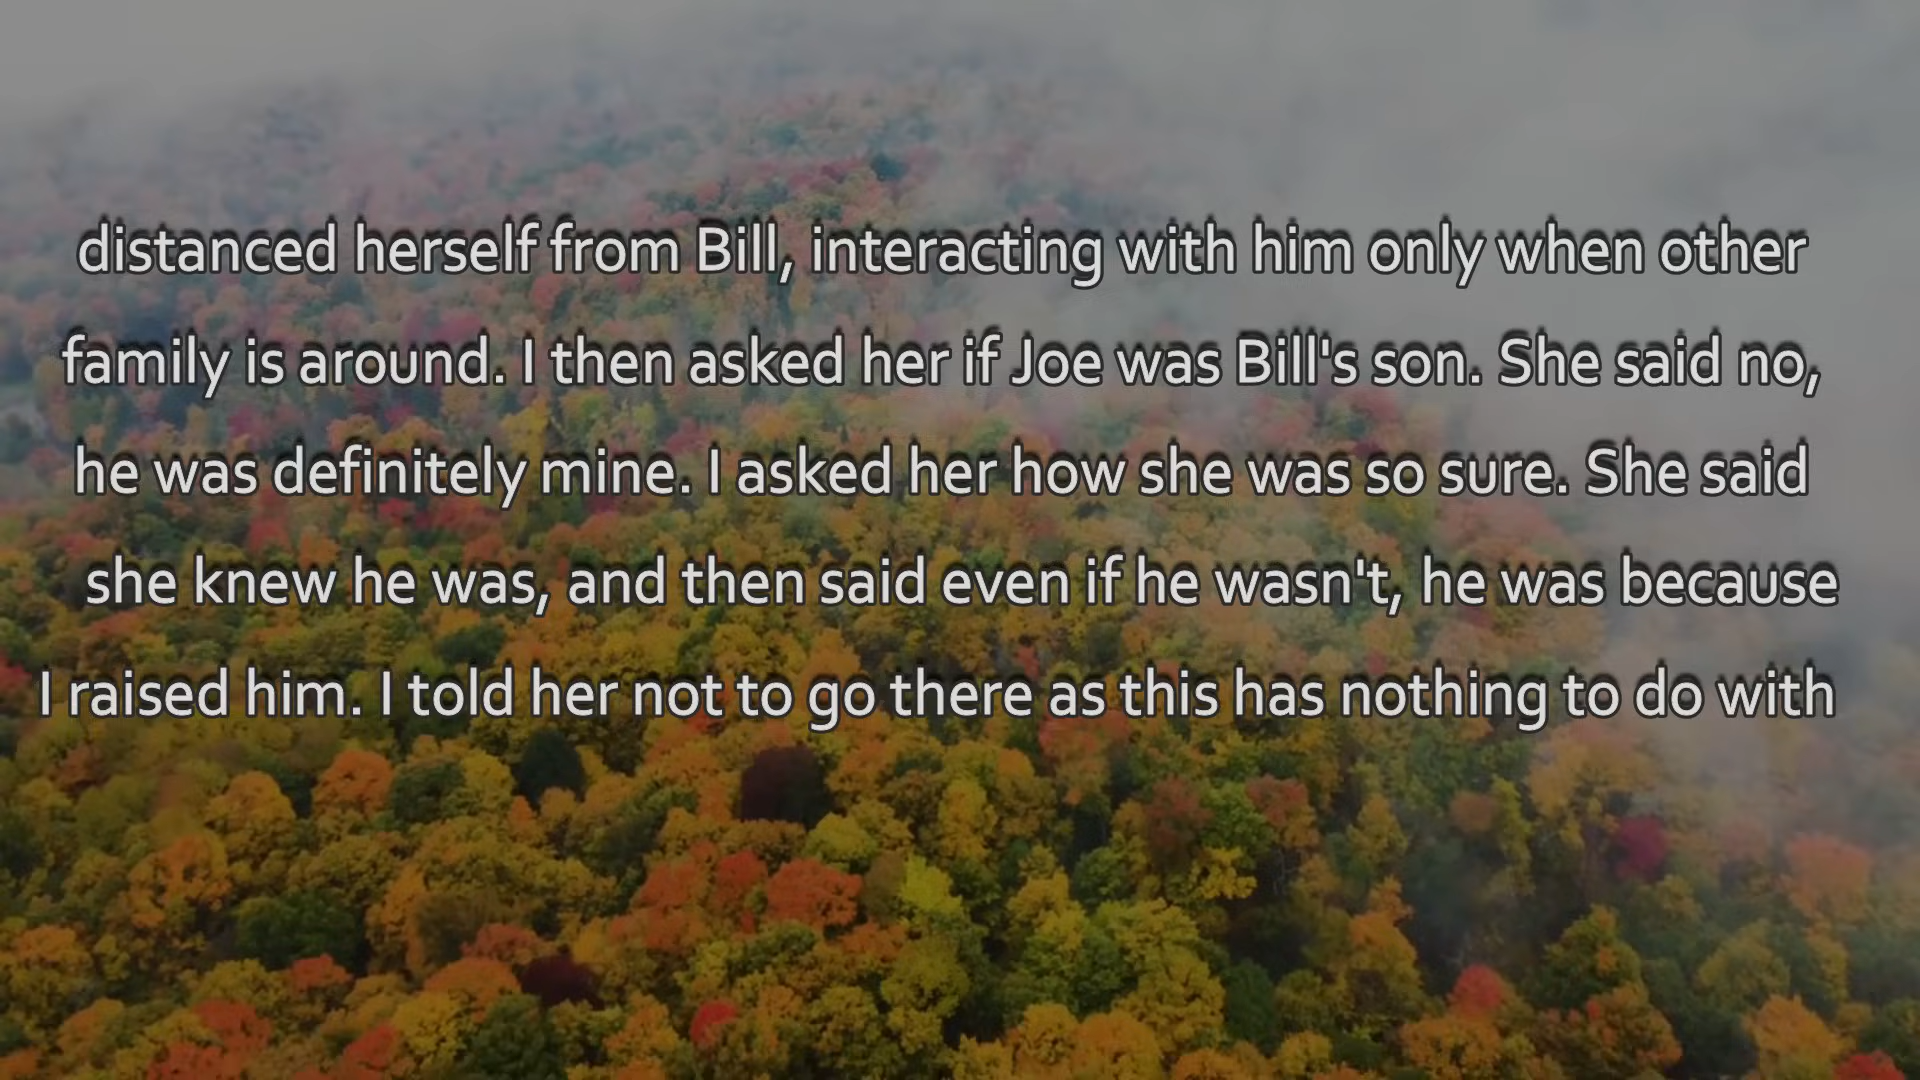 distanced herself from Bill, interacting with him only when other
family is around. I then asked her if Joe was Bill's son. She said no,
he was definitely mine. I asked her how she was so sure. She said
she knew he was, and then said even if he wasn't, he was because
I raised him. I told her not to go there as this has nothing to do with